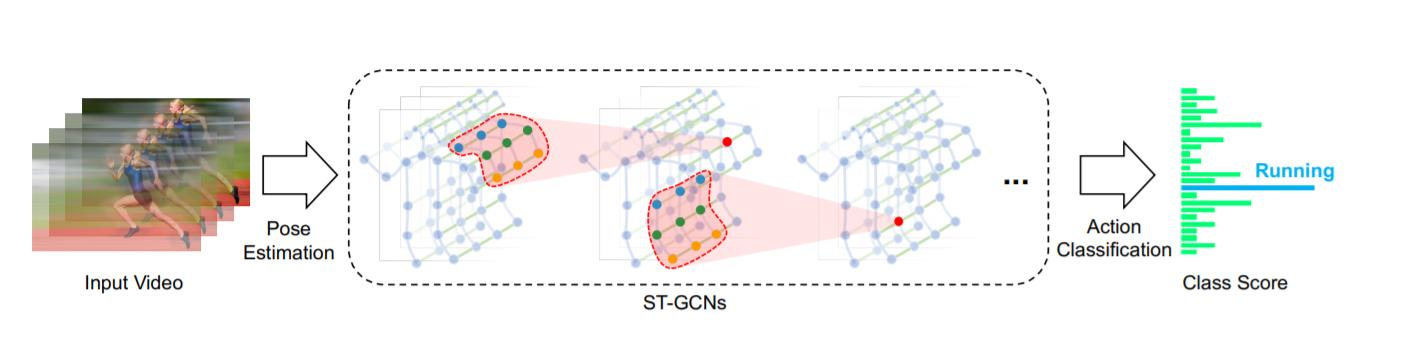 Input Video
Pose
Estimation
ST-GCNs
...
Action
Classification
Running
Class Score